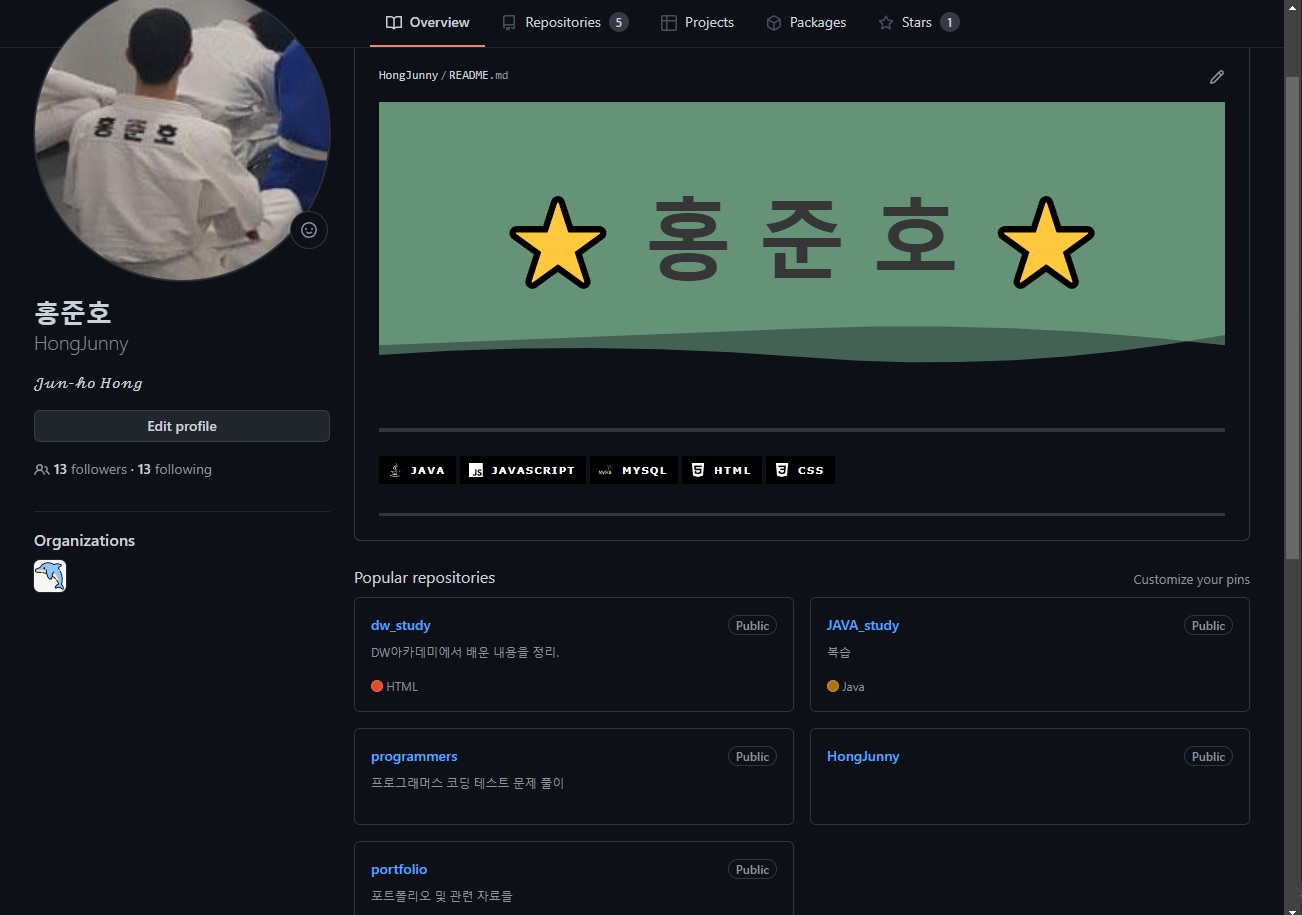 Overview Repositories 5 Projects Packages Stars 1
홍준호
홍준호
HongJunny
Jun-ho Hong
Edit profile
13 followers · 13 following
Organizations
HongJunny / README.md
⭐ 홍 준 호 ⭐
JAVA JS JAVASCRIPT MySQL MYSQL 5 HTML 3 CSS
Popular repositories
Customize your pins
dw_study Public
DW아카데미에서 배운 내용을 정리.
HTML
JAVA_study Public
복습
Java
programmers Public
프로그래머스 코딩 테스트 문제 풀이
HongJunny Public
portfolio Public
포트폴리오 및 관련 자료들